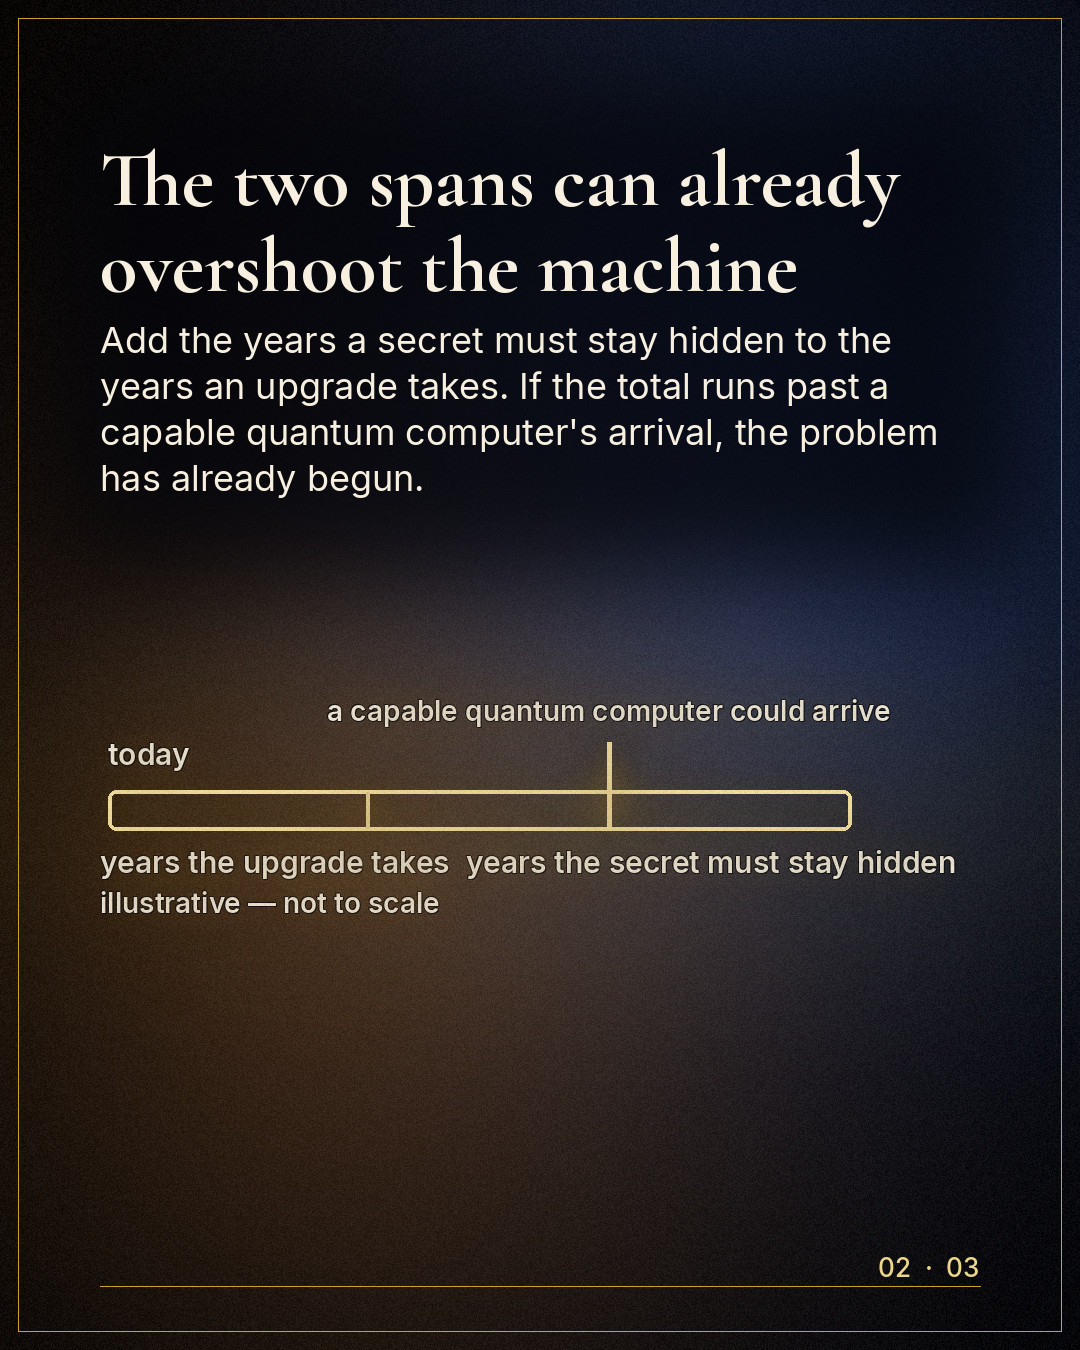 The two spans can already
overshoot the machine
Add the years a secret must stay hidden to the
years an upgrade takes. If the total runs past a
capable quantum computer's arrival, the problem
has already begun.
a capable quantum computer could arrive
today
years the upgrade takes years the secret must stay hidden
illustrative — not to scale
02 · 03